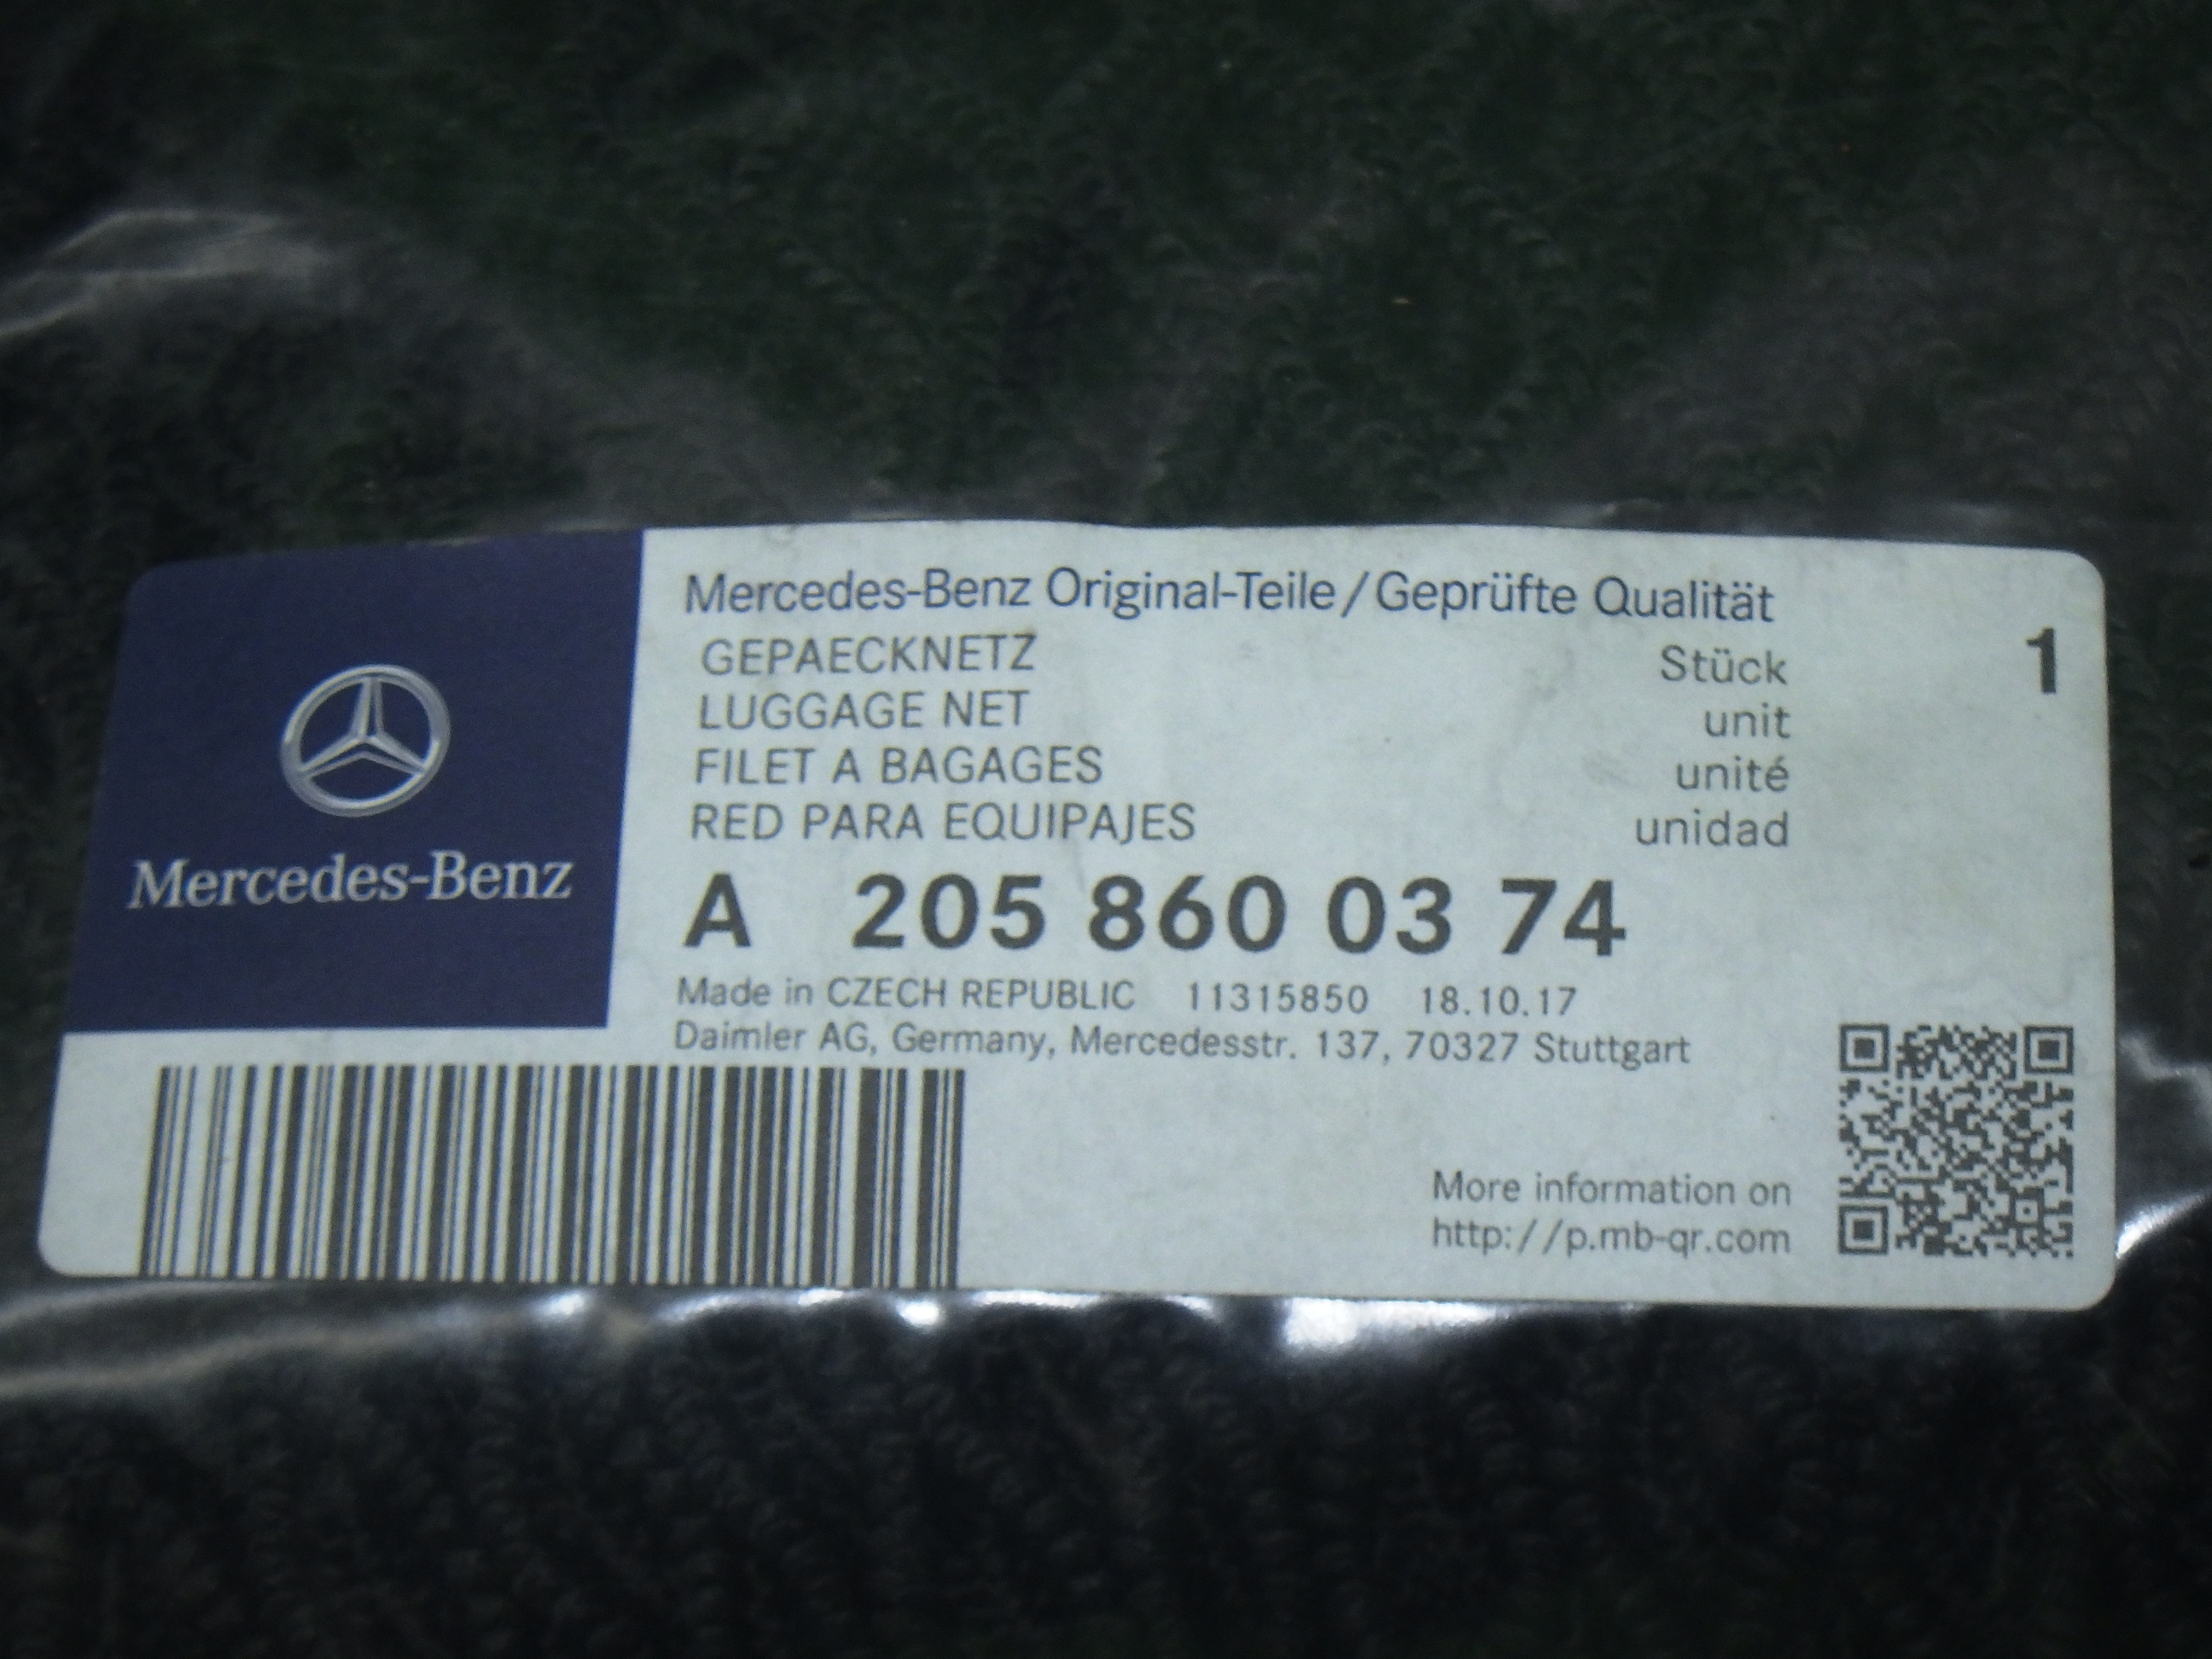 Mercedes-Benz Original-Teile/Geprüfte Qualität
GEPAECKNETZ Stück 1
LUGGAGE NET unit
FILET A BAGAGES unité
RED PARA EQUIPAJES unidad
Mercedes-Benz
A 205 860 03 74
Made in CZECH REPUBLIC 11315850 18.10.17
Daimler AG, Germany, Mercedesstr. 137, 70327 Stuttgart
More information on
http://p.mb-qr.com